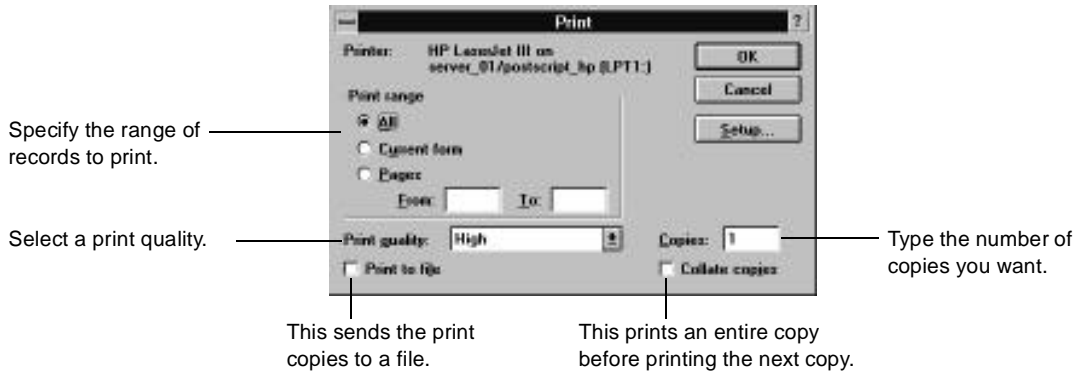 Print
?
Printer: HP LaserJet III on
server_01/postscript_hp (LPT1:)
OK
Cancel
Setup...
Print range
All
Current form
Pages
From: To:
Specify the range of
records to print.
Select a print quality.
Print quality: High
Copies: 1
Type the number of
copies you want.
Print to file
Collate copies
This sends the print
copies to a file.
This prints an entire copy
before printing the next copy.